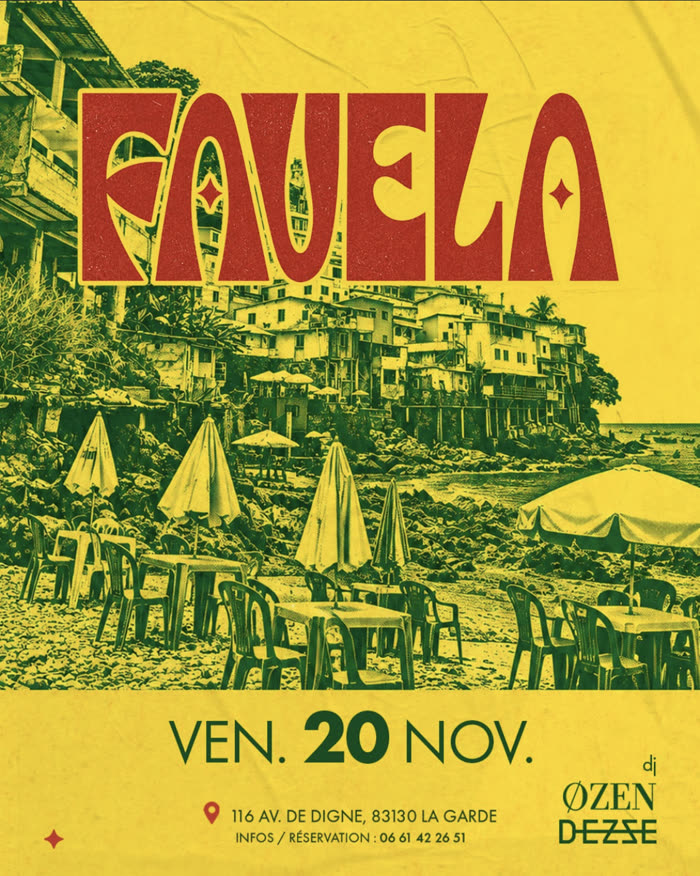 FAVELA
VEN. 20 NOV.
dj
ØZEN
DEZZE
116 AV. DE DIGNE, 83130 LA GARDE
INFOS / RÉSERVATION : 06 61 42 26 51